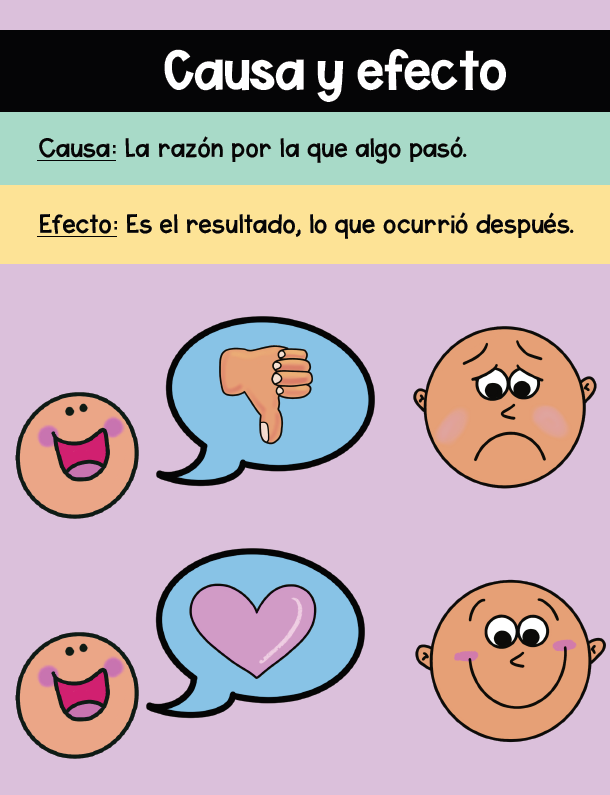 Causa y efecto
Causa: La razón por la que algo pasó.
Efecto: Es el resultado, lo que ocurrió después.